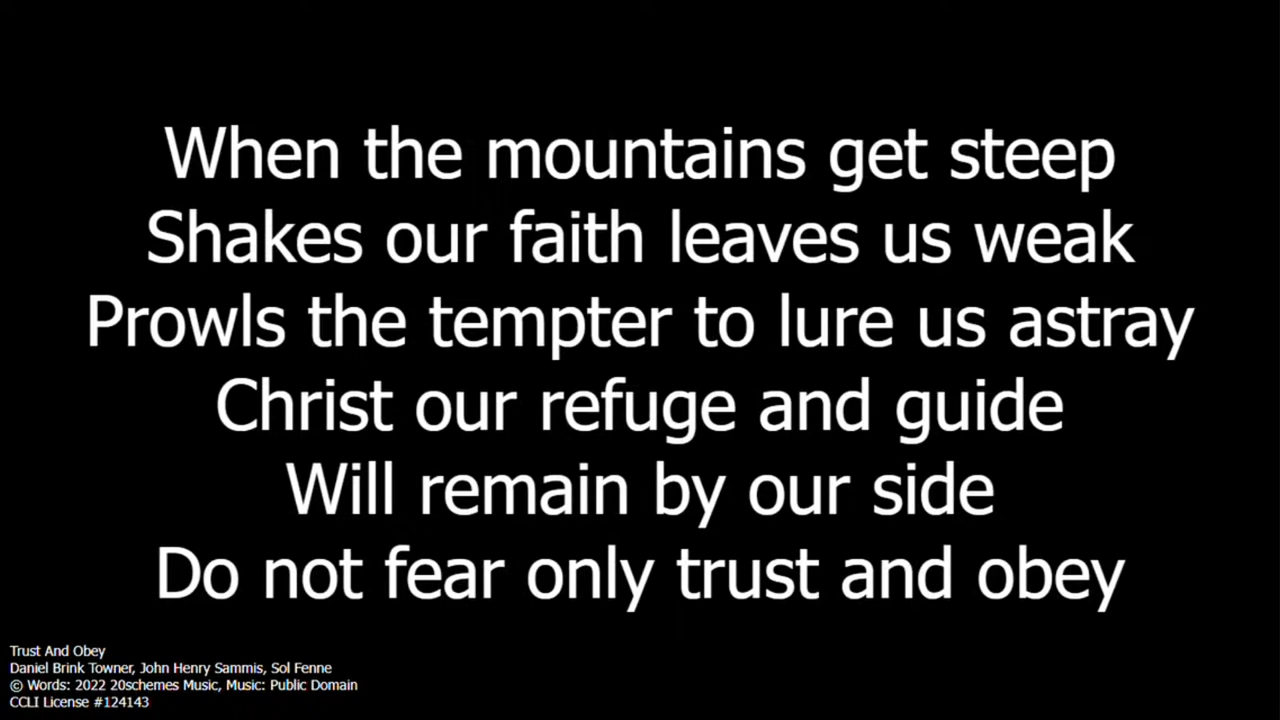 When the mountains get steep
Shakes our faith leaves us weak
Prowls the tempter to lure us astray
Christ our refuge and guide
Will remain by our side
Do not fear only trust and obey
Trust And Obey
Daniel Brink Towner, John Henry Sammis, Sol Fenne
© Words: 2022 20schemes Music, Music: Public Domain
CCLI License #124143